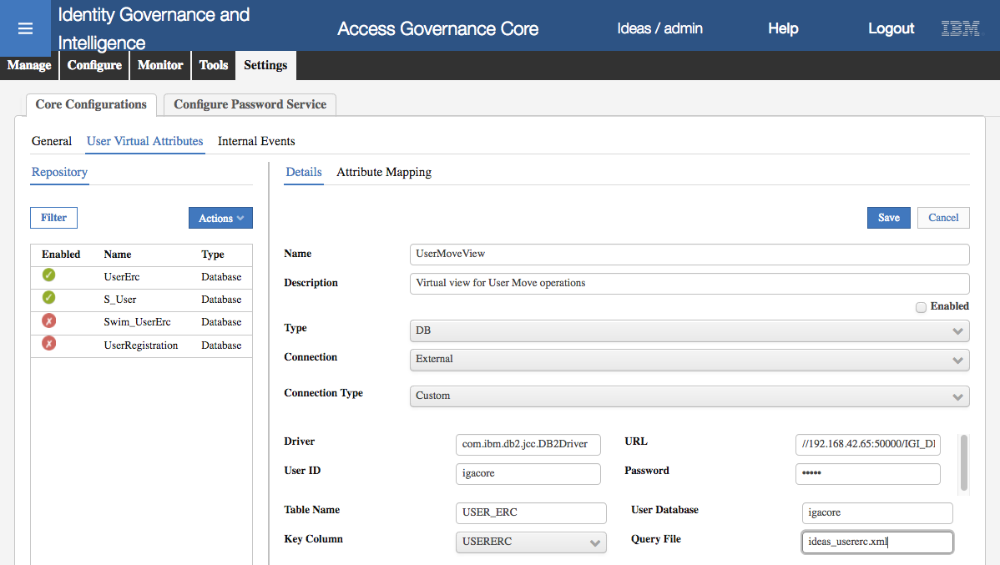 Identity Governance and
Intelligence
Access Governance Core
Ideas / admin
Help
Logout
IBM
Manage
Configure
Monitor
Tools
Settings
Core Configurations
Configure Password Service
General
User Virtual Attributes
Internal Events
Repository
Details
Attribute Mapping
Filter
Actions
Save
Cancel
Enabled Name Type
UserErc Database
S_User Database
Swim_UserErc Database
UserRegistration Database
Name UserMoveView
Description Virtual view for User Move operations
Enabled
Type DB
Connection External
Connection Type Custom
Driver com.ibm.db2.jcc.DB2Driver URL //192.168.42.65:50000/IGI_D
User ID igacore Password •••••
Table Name USER_ERC User Database igacore
Key Column USERERC Query File ideas_usererc.xml